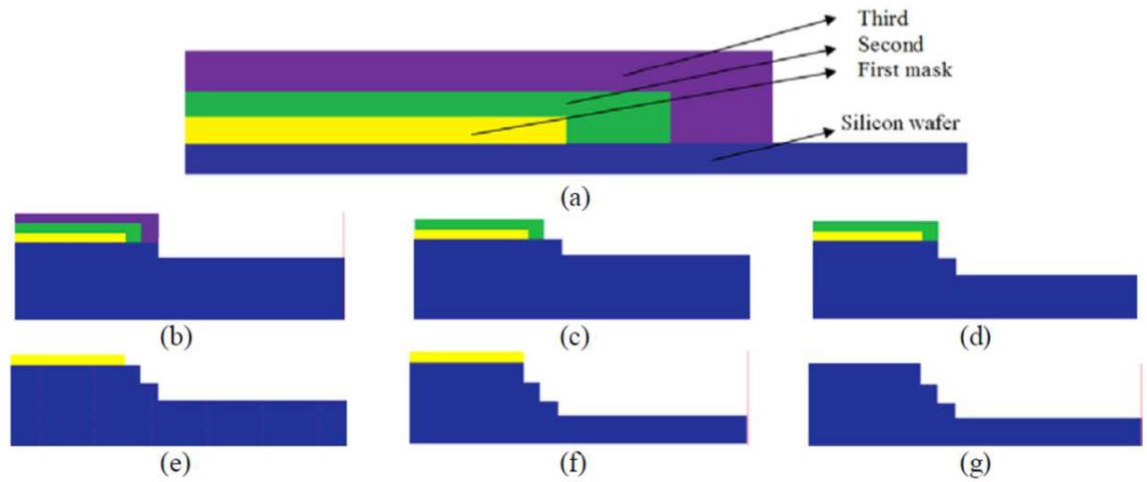 Third
Second
First mask
Silicon wafer
(a)
(b)
(c)
(d)
(e)
(f)
(g)